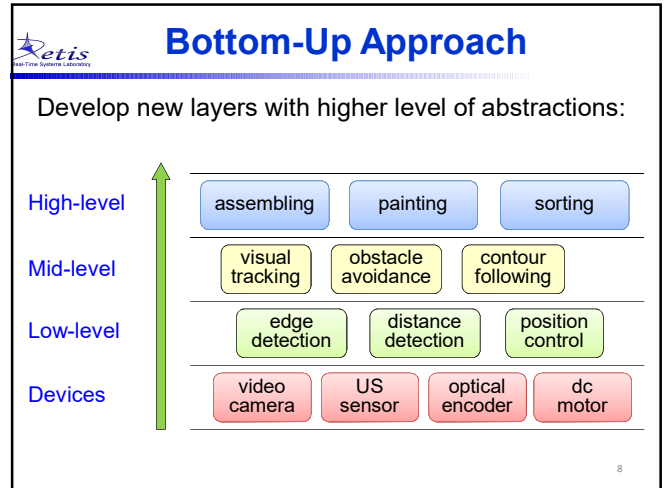 Retis
Real-Time Systems Laboratory
Bottom-Up Approach
Develop new layers with higher level of abstractions:
High-level
assembling
painting
sorting
Mid-level
visual
tracking
obstacle
avoidance
contour
following
Low-level
edge
detection
distance
detection
position
control
Devices
video
camera
US
sensor
optical
encoder
dc
motor
8